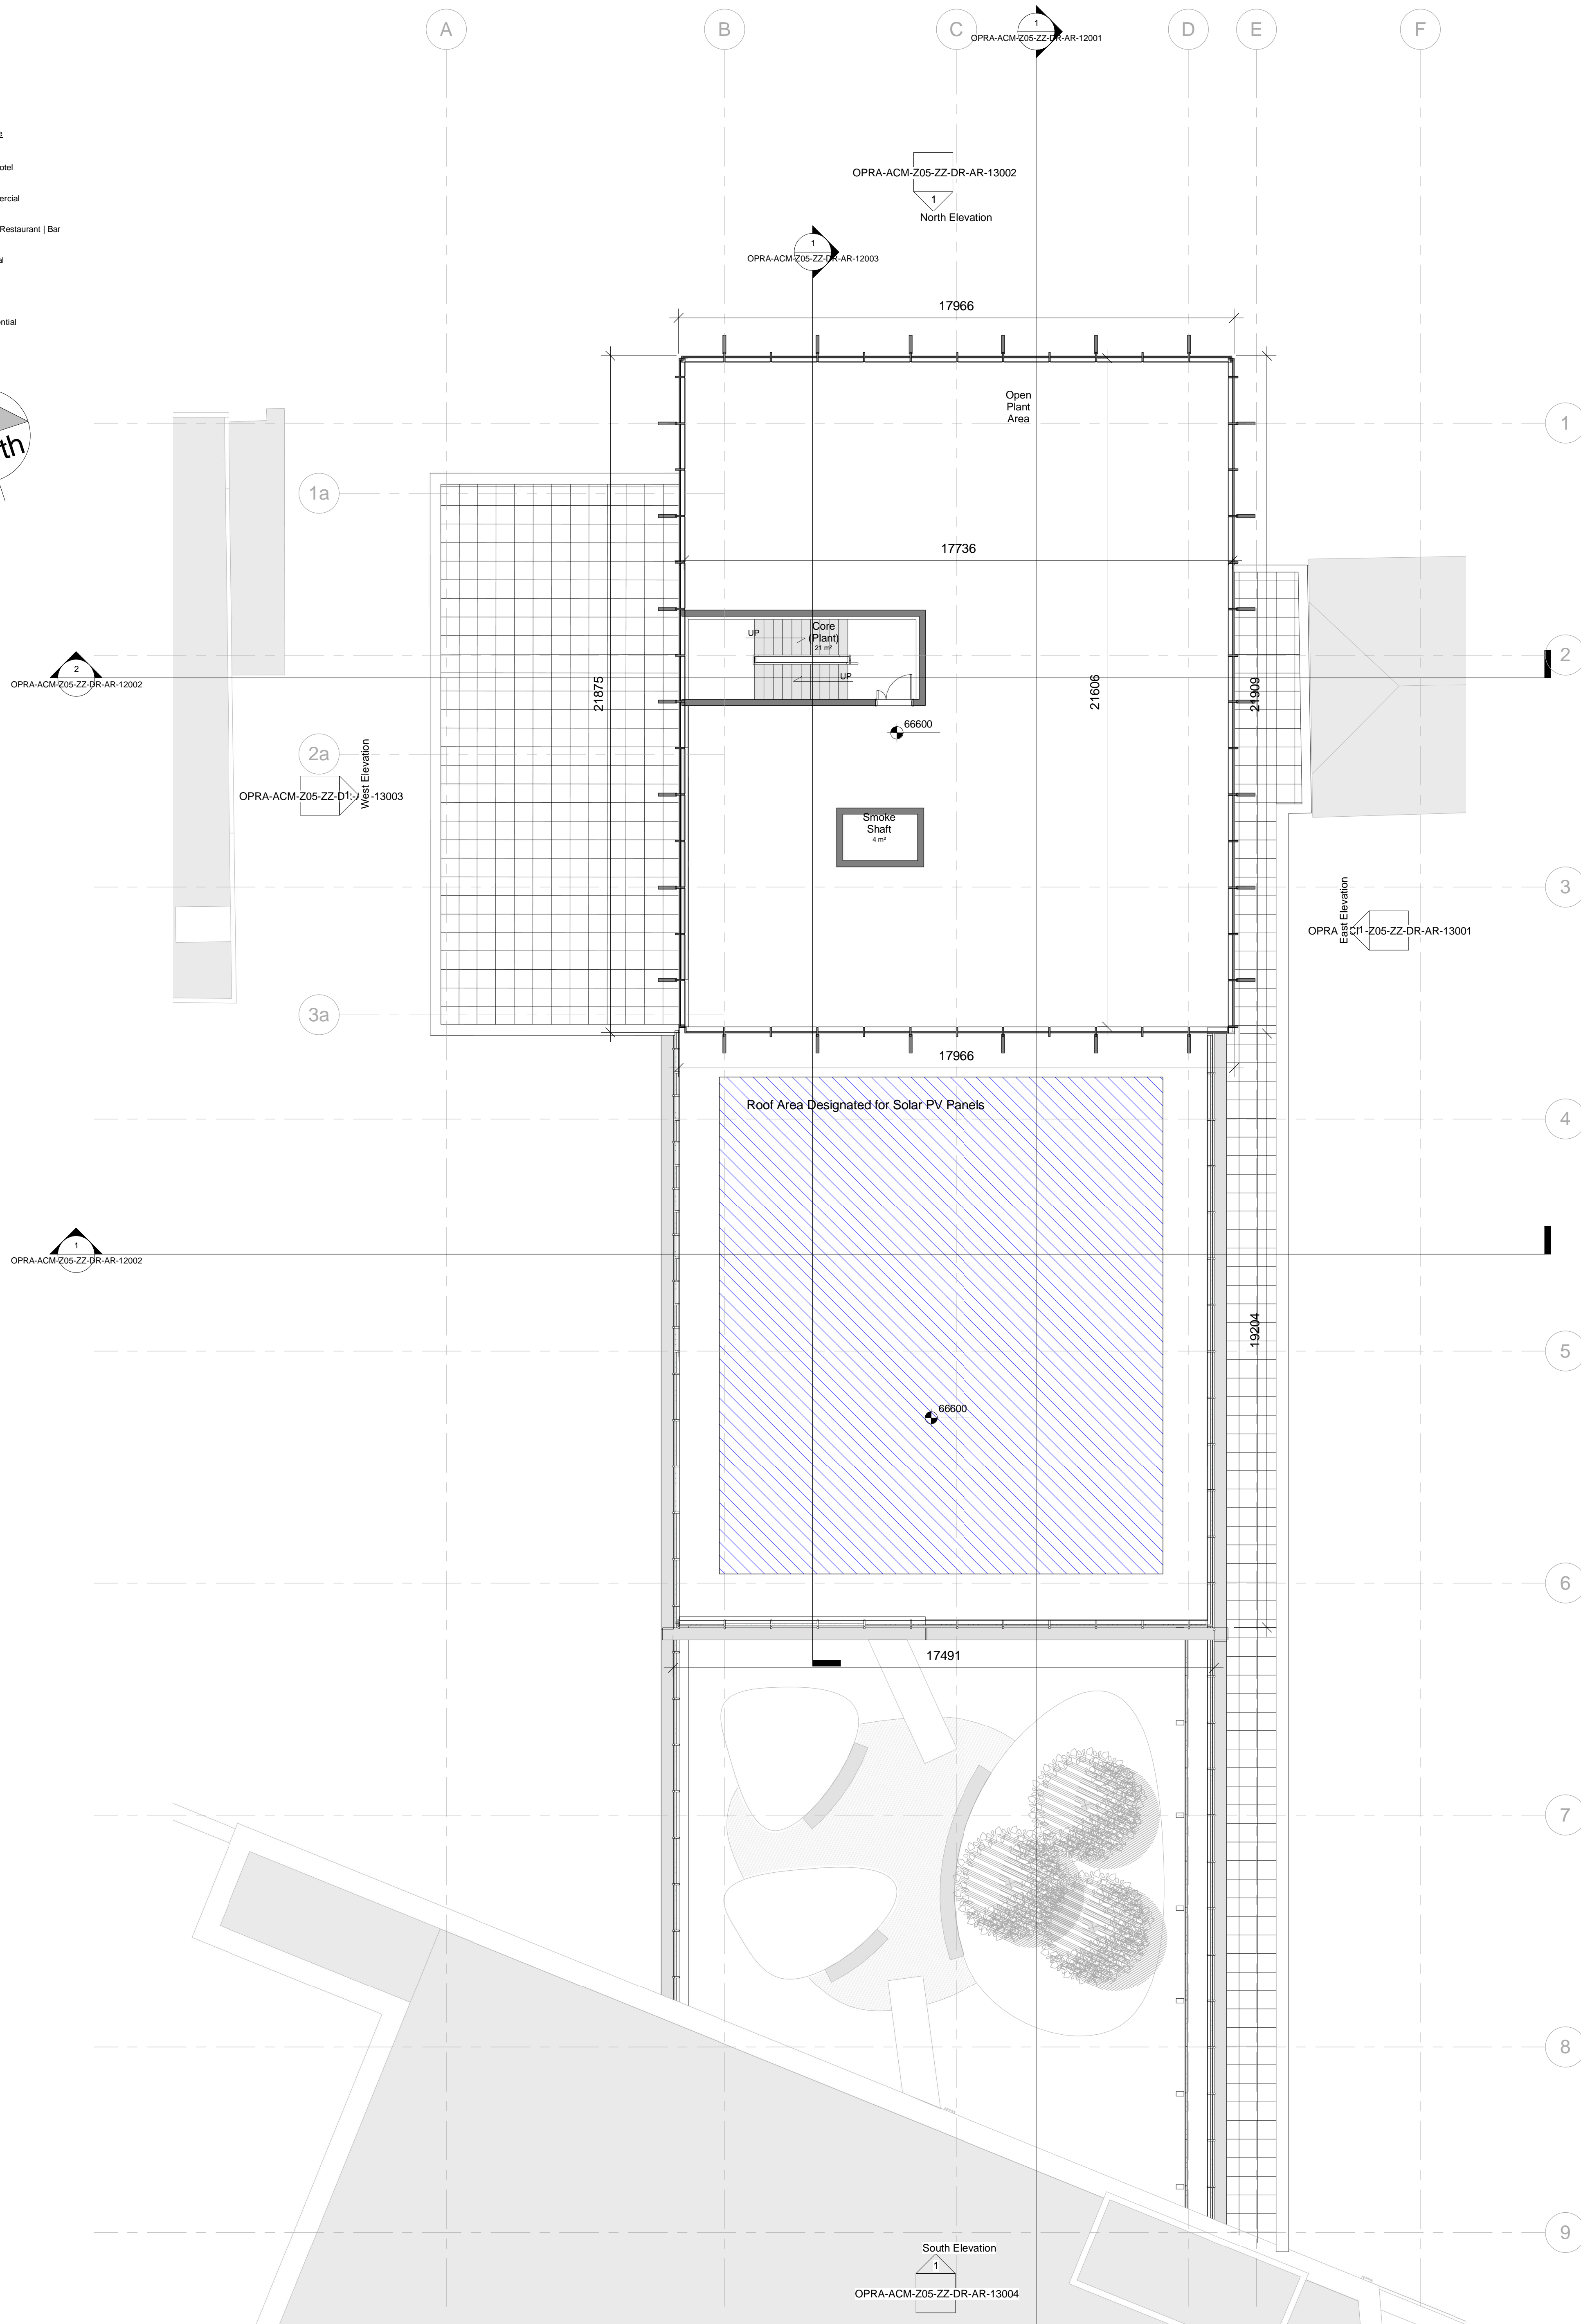 A
B
C
D
E
F
1
OPRA-ACM-Z05-ZZ-DR-AR-12001
otel
ercial
Restaurant | Bar
al
ential
th
OPRA-ACM-Z05-ZZ-DR-AR-13002
1
North Elevation
1
OPRA-ACM-Z05-ZZ-DR-AR-12003
17966
Open
Plant
Area
1
1a
17736
UP
Core
(Plant)
21 m²
UP
2
2
OPRA-ACM-Z05-ZZ-DR-AR-12002
21875
21606
21909
66600
2a
West Elevation
OPRA-ACM-Z05-ZZ-D
1
-13003
Smoke
Shaft
4 m²
3
East Elevation
OPRA
1
-Z05-ZZ-DR-AR-13001
3a
17966
Roof Area Designated for Solar PV Panels
4
1
OPRA-ACM-Z05-ZZ-DR-AR-12002
19204
5
66600
6
17491
7
8
9
South Elevation
1
OPRA-ACM-Z05-ZZ-DR-AR-13004